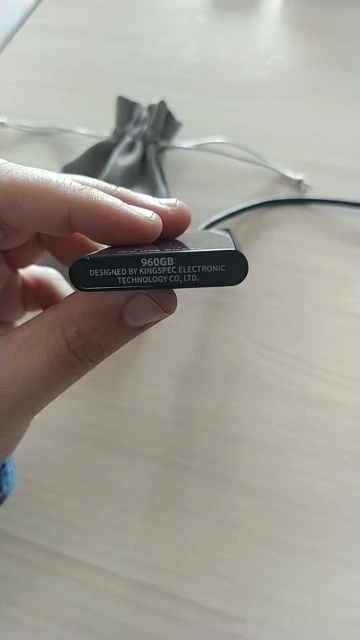 960GB
DESIGNED BY KINGSPEC ELECTRONIC
TECHNOLOGY CO., LTD.